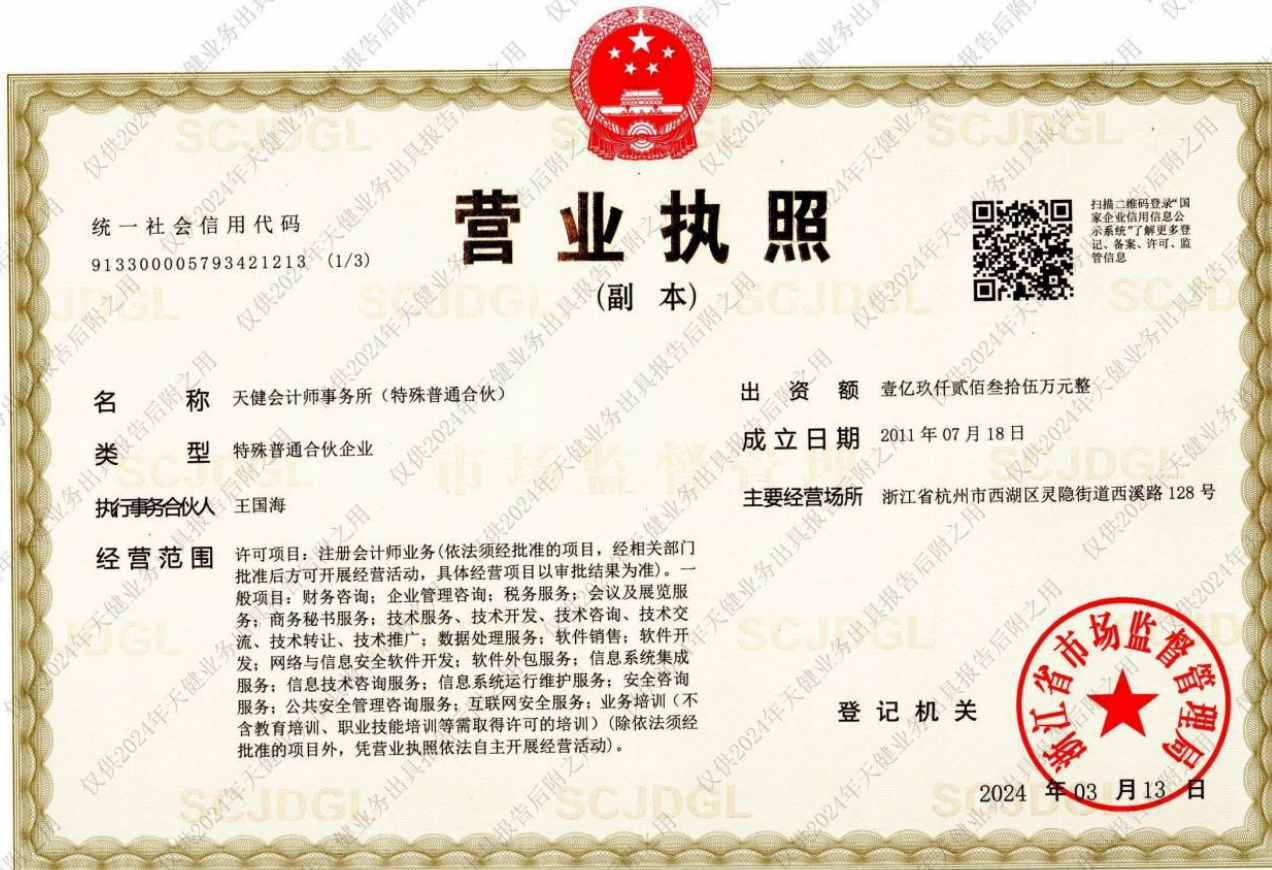 营业执照
(副 本)
统一社会信用代码
913300005793421213 (1/3)
扫描二维码登录“国
家企业信用信息公
示系统”了解更多登
记、备案、许可、监
管信息
名 称 天健会计师事务所（特殊普通合伙）
类 型 特殊普通合伙企业
执行事务合伙人 王国海
经营范围 许可项目：注册会计师业务(依法须经批准的项目，经相关部门
批准后方可开展经营活动，具体经营项目以审批结果为准)。一
般项目：财务咨询；企业管理咨询；税务服务；会议及展览服
务；商务秘书服务；技术服务、技术开发、技术咨询、技术交
流、技术转让、技术推广；数据处理服务；软件销售；软件开
发；网络与信息安全软件开发；软件外包服务；信息系统集成
服务；信息技术咨询服务；信息系统运行维护服务；安全咨询
服务；公共安全管理咨询服务；互联网安全服务；业务培训（不
含教育培训、职业技能培训等需取得许可的培训）(除依法须经
批准的项目外，凭营业执照依法自主开展经营活动)。
出 资 额 壹亿玖仟贰佰叁拾伍万元整
成立日期 2011 年 07 月 18 日
主要经营场所 浙江省杭州市西湖区灵隐街道西溪路 128 号
登记机关
浙江省市场监督管理局
2024 年 03 月 13 日
仅供2024年天健业务出具报告后附之用
SCJDGL
市场监督管理